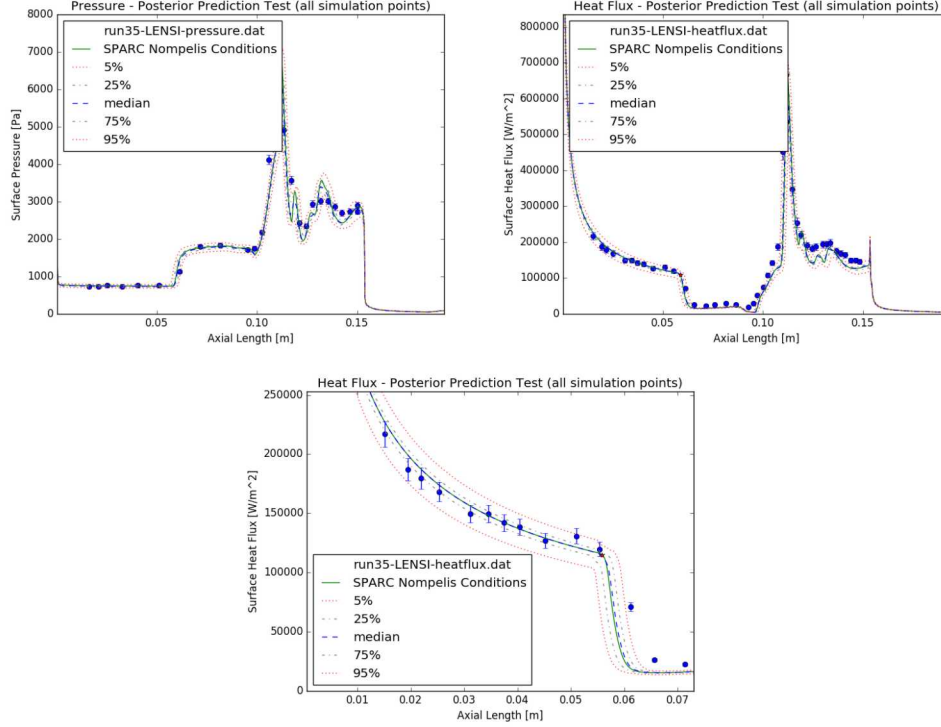 Pressure - Posterior Prediction Test (all simulation points)
8000
7000
6000
5000
4000
3000
2000
1000
0
Surface Pressure [Pa]
run35-LENSI-pressure.dat
SPARC Nompelis Conditions
5%
25%
median
75%
95%
0.05
0.10
0.15
Axial Length [m]
Heat Flux - Posterior Prediction Test (all simulation points)
800000
700000
600000
500000
400000
300000
200000
100000
0
Surface Heat Flux [W/m^2]
run35-LENSI-heatflux.dat
SPARC Nompelis Conditions
5%
25%
median
75%
95%
0.05
0.10
0.15
Axial Length [m]
Heat Flux - Posterior Prediction Test (all simulation points)
250000
200000
150000
100000
50000
0
Surface Heat Flux [W/m^2]
run35-LENSI-heatflux.dat
SPARC Nompelis Conditions
5%
25%
median
75%
95%
0.01
0.02
0.03
0.04
0.05
0.06
0.07
Axial Length [m]